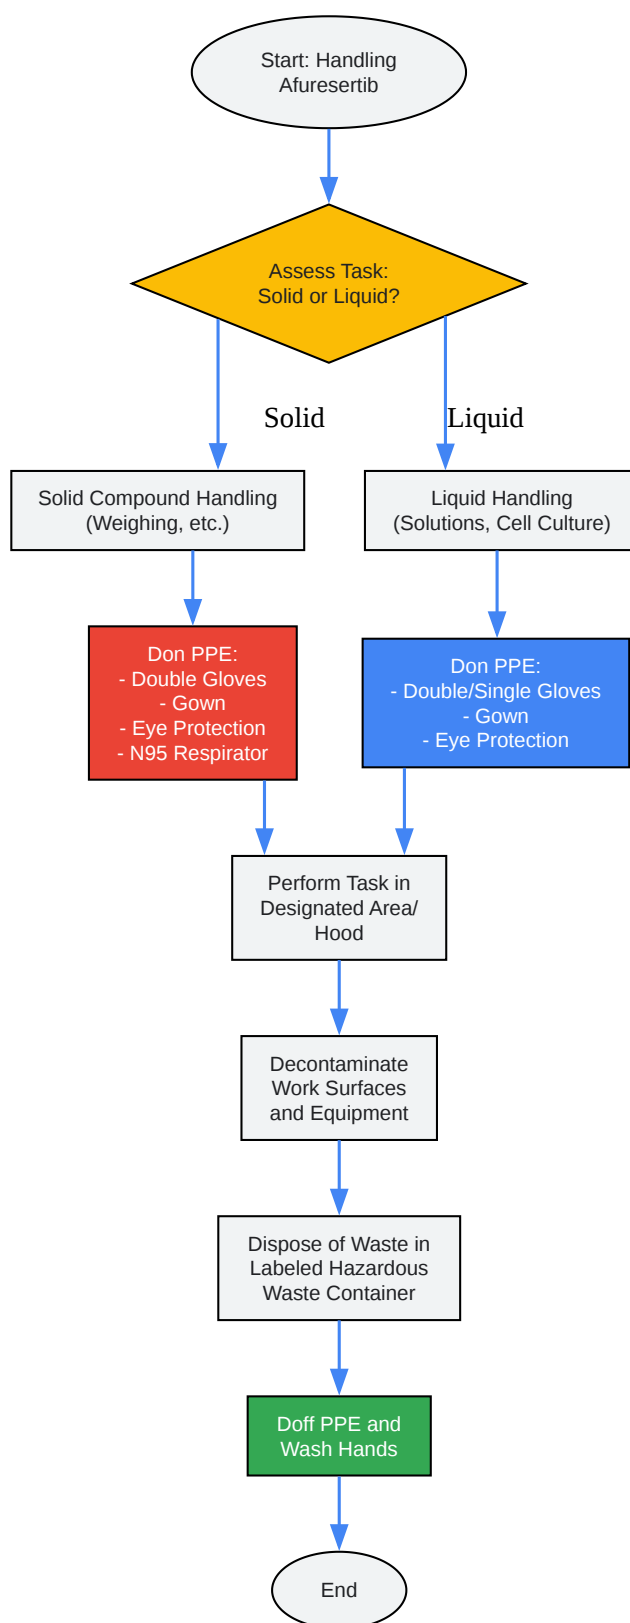 Start: Handling
Afuresertib
Assess Task:
Solid or Liquid?
Solid
Liquid
Solid Compound Handling
(Weighing, etc.)
Liquid Handling
(Solutions, Cell Culture)
Don PPE:
- Double Gloves
- Gown
- Eye Protection
- N95 Respirator
Don PPE:
- Double/Single Gloves
- Gown
- Eye Protection
Perform Task in
Designated Area/
Hood
Decontaminate
Work Surfaces
and Equipment
Dispose of Waste in
Labeled Hazardous
Waste Container
Doff PPE and
Wash Hands
End